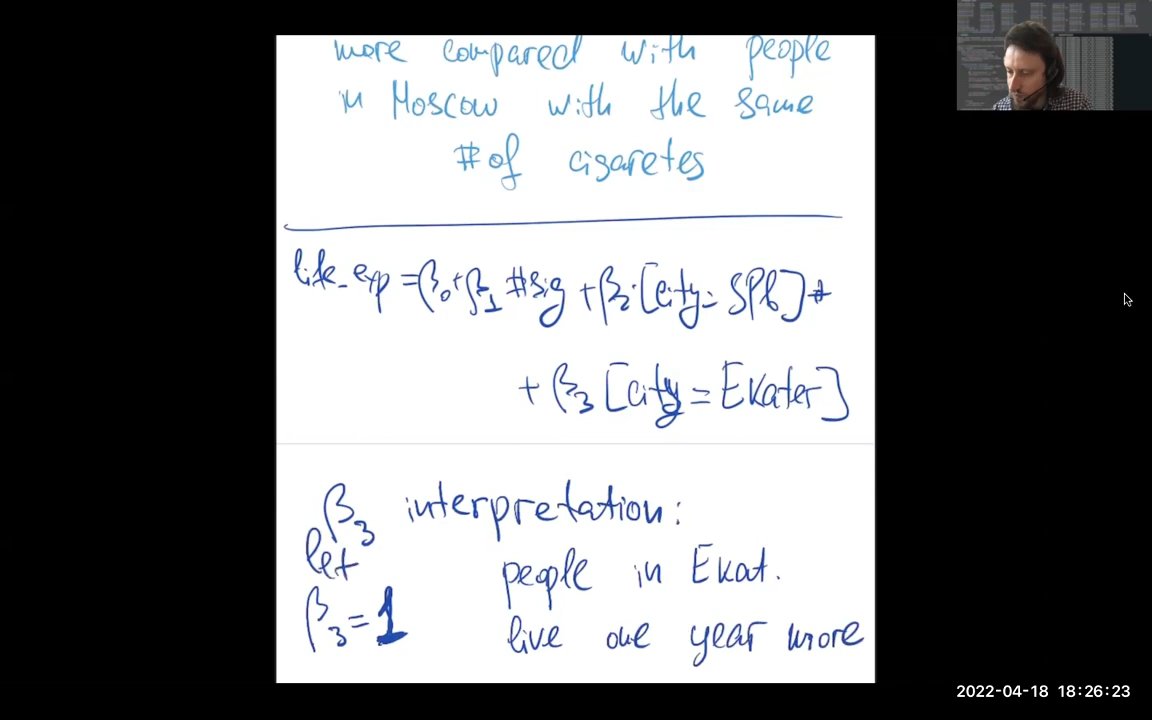 more compared with people
in Moscow with the same
# of cigaretes
life_exp = β₀ + β₁ #sig + β₂·[city = SPb] +
+ β₃ [city = Ekater]
β₃ interpretation:
let
people in Ekat.
β₃ = 1
live one year more
2022-04-18 18:26:23